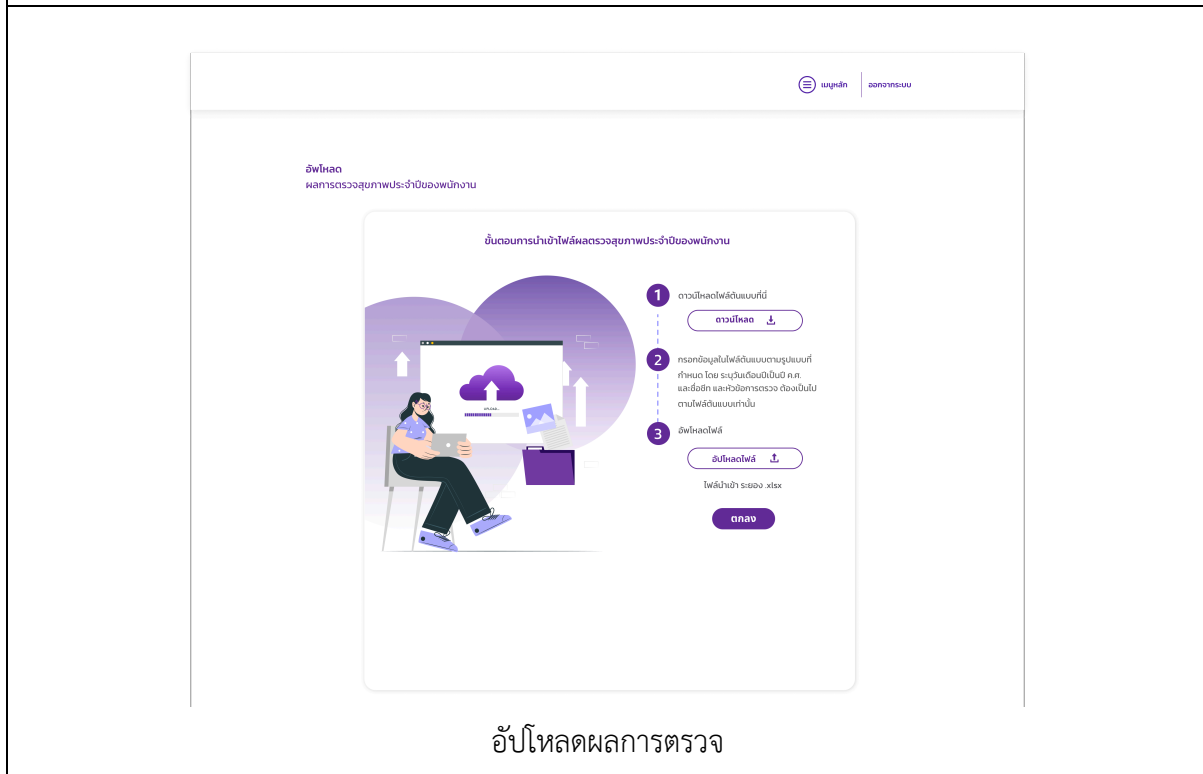 เมนูหลัก
ออกจากระบบ
อัพโหลด
ผลการตรวจสุขภาพประจำปีของพนักงาน
ขั้นตอนการนำเข้าไฟล์ผลตรวจสุขภาพประจำปีของพนักงาน
UPLOAD...
1
ดาวน์โหลดไฟล์ต้นแบบที่นี่
ดาวน์โหลด
2
กรอกข้อมูลในไฟล์ต้นแบบตามรูปแบบที่
กำหนด โดย ระบุวันเดือนปีเป็นปี ค.ศ.
และชื่อชีท และหัวข้อการตรวจ ต้องเป็นไป
ตามไฟล์ต้นแบบเท่านั้น
3
อัพโหลดไฟล์
อัปโหลดไฟล์
ไฟล์นำเข้า ระยอง .xlsx
ตกลง
อัปโหลดผลการตรวจ